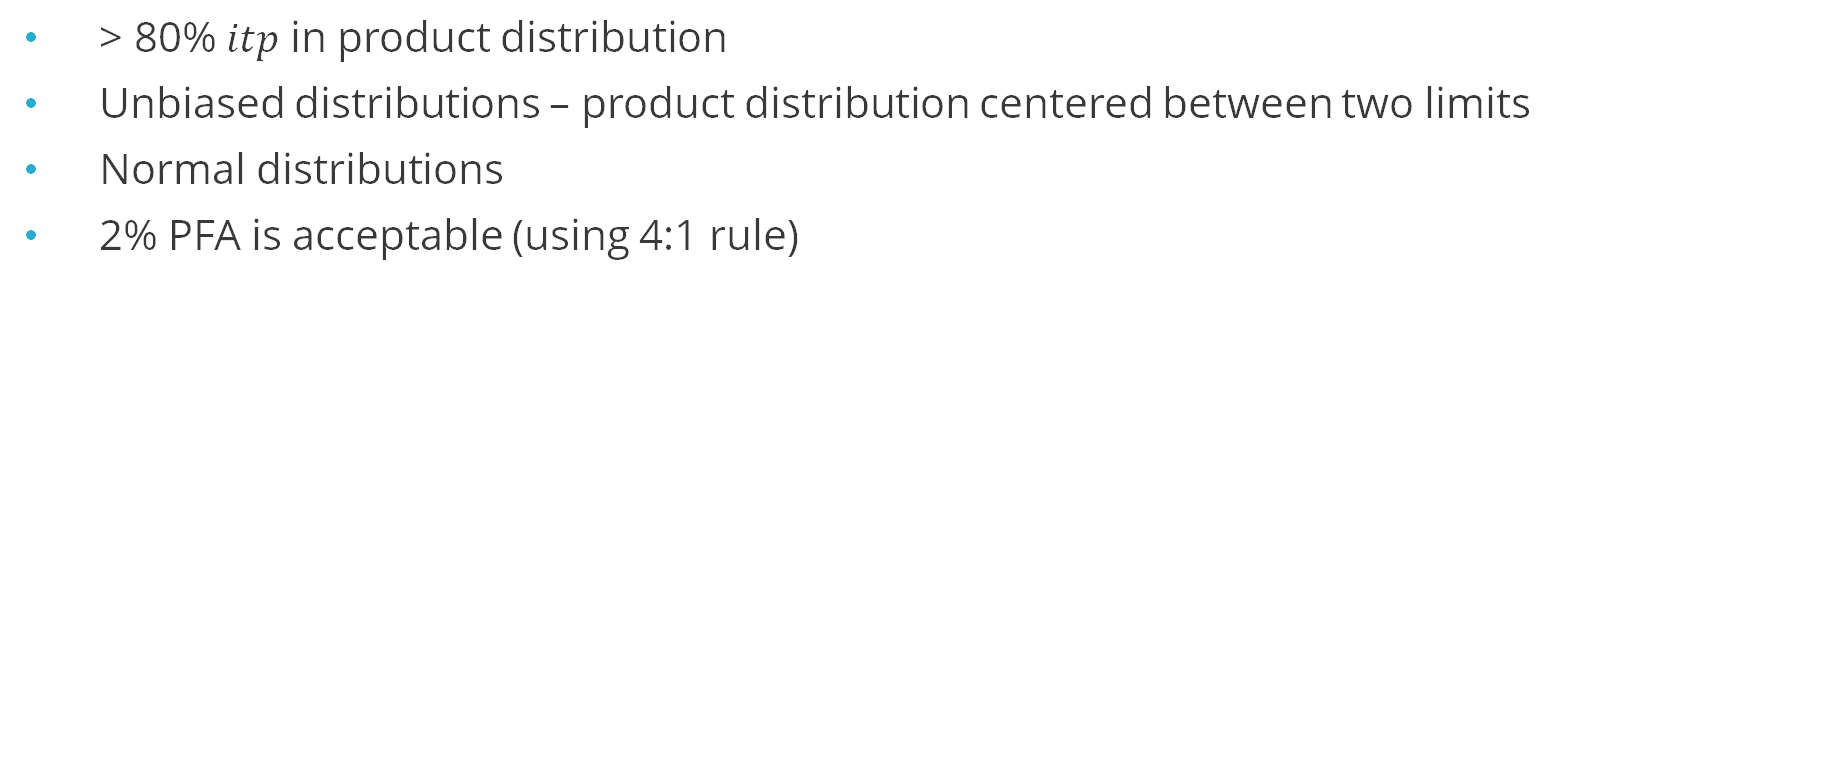 • > 80% itp in product distribution
• Unbiased distributions – product distribution centered between two limits
• Normal distributions
• 2% PFA is acceptable (using 4:1 rule)